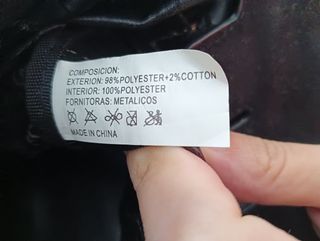 COMPOSICION:
EXTERION: 98%POLYESTER+2%COTTON
INTERIOR: 100%POLYESTER
FORNITORAS: METALICOS
MADE IN CHINA